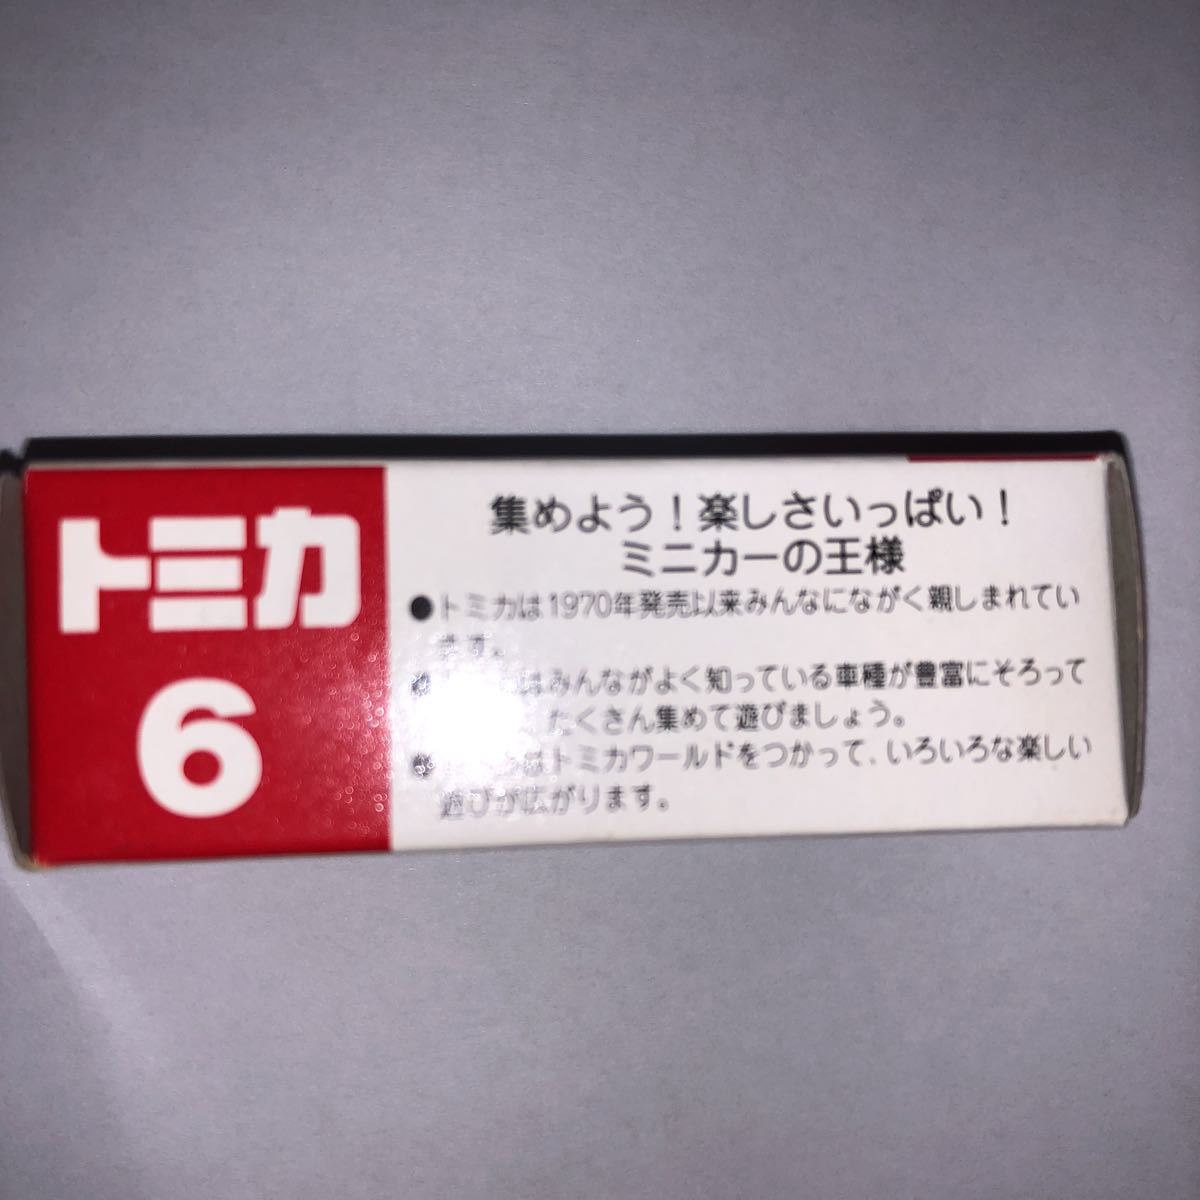 トミカ
6
集めよう！楽しさいっぱい！
ミニカーの王様
●トミカは1970年発売以来みんなにながく親しまれてい
ます。
はみんながよく知っている車種が豊富にそろって
たくさん集めて遊びましょう。
はトミカワールドをつかって、いろいろな楽しい
遊びが広がります。